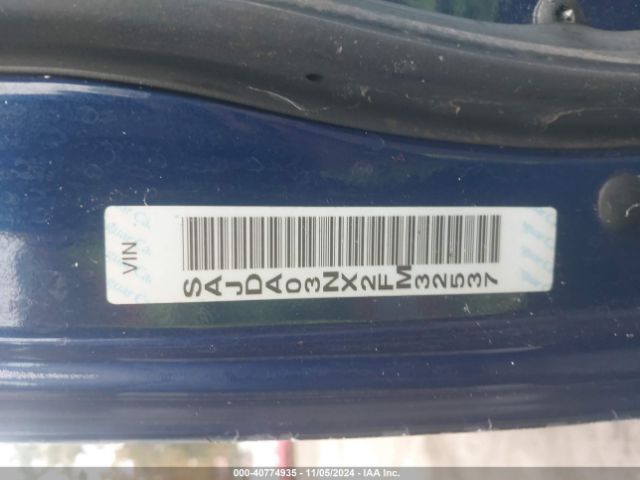 VIN
SAJDA03NX2FM32537
000-40774935 - 11/05/2024 - IAA Inc.